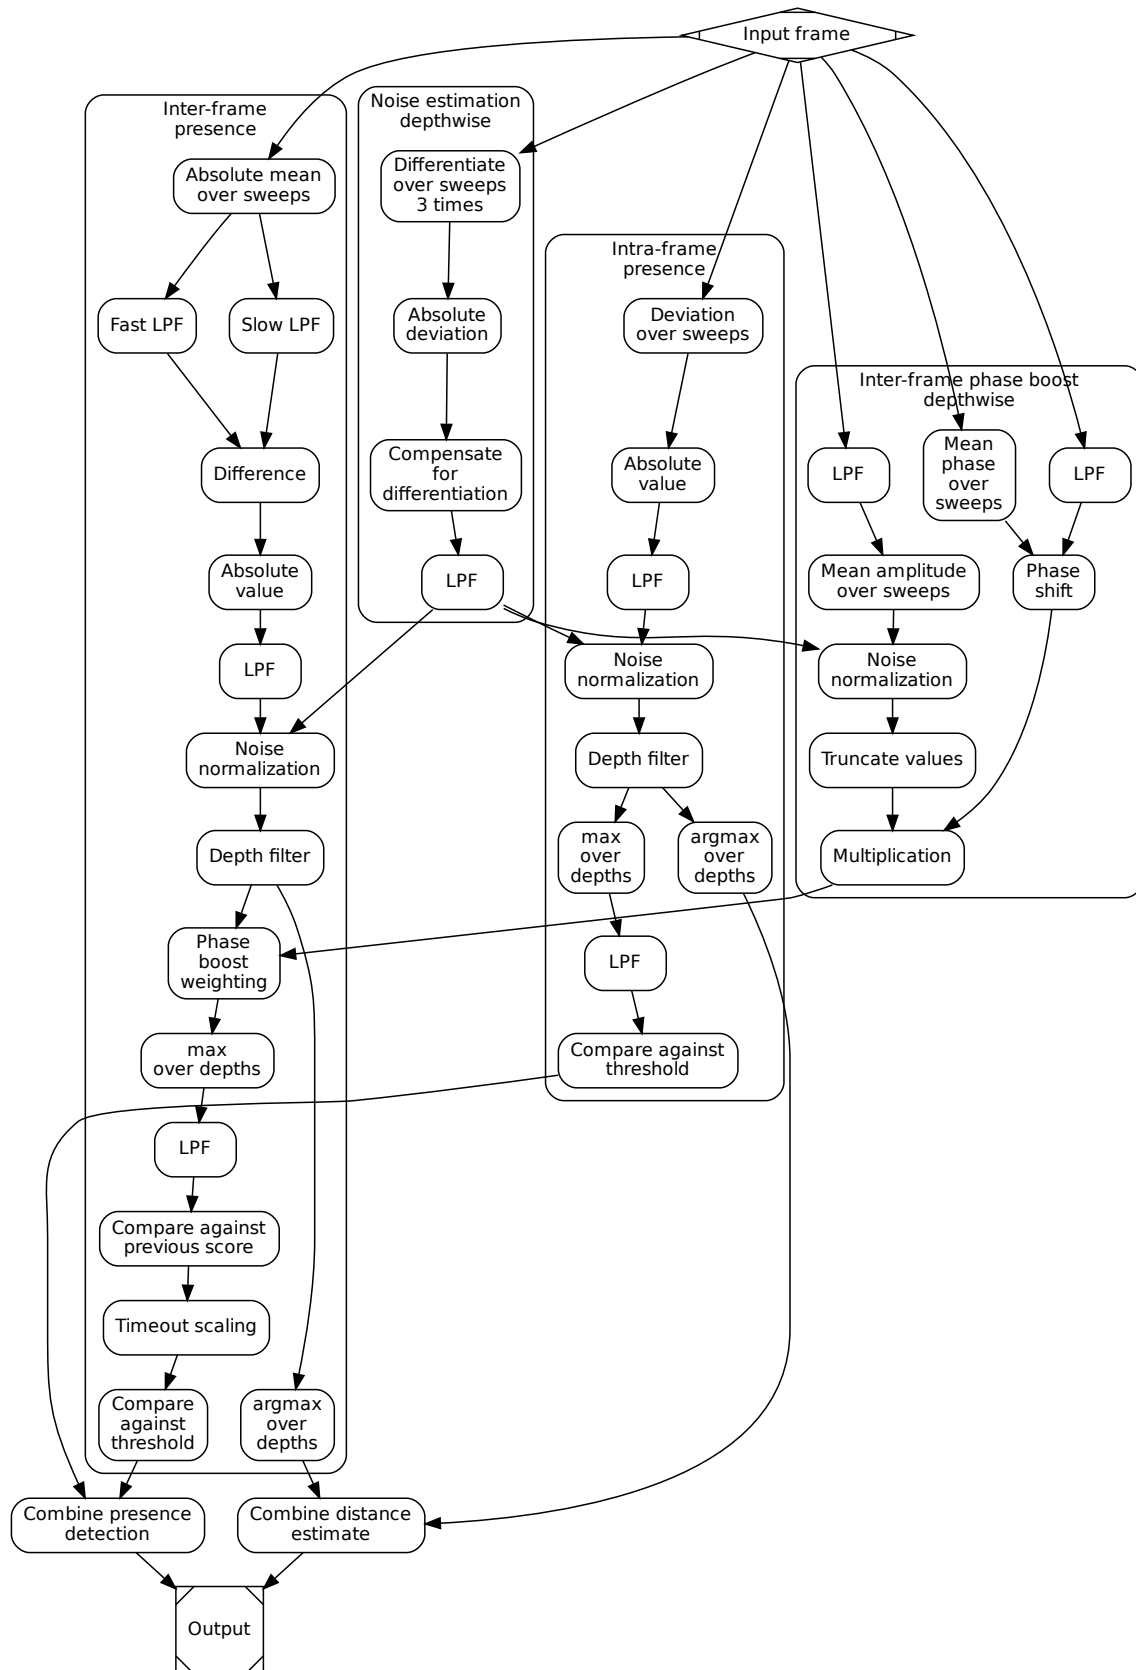 Input frame
Inter-frame
presence
Absolute mean
over sweeps
Fast LPF
Slow LPF
Difference
Absolute
value
LPF
Noise
normalization
Depth filter
Phase
boost
weighting
max
over depths
LPF
Compare against
previous score
Timeout scaling
Compare
against
threshold
argmax
over
depths
Noise estimation
depthwise
Differentiate
over sweeps
3 times
Absolute
deviation
Compensate
for
differentiation
LPF
Intra-frame
presence
Deviation
over sweeps
Absolute
value
LPF
Noise
normalization
Depth filter
max
over
depths
argmax
over
depths
LPF
Compare against
threshold
Inter-frame phase boost
depthwise
LPF
Mean
phase
over
sweeps
LPF
Mean amplitude
over sweeps
Phase
shift
Noise
normalization
Truncate values
Multiplication
Combine presence
detection
Combine distance
estimate
Output